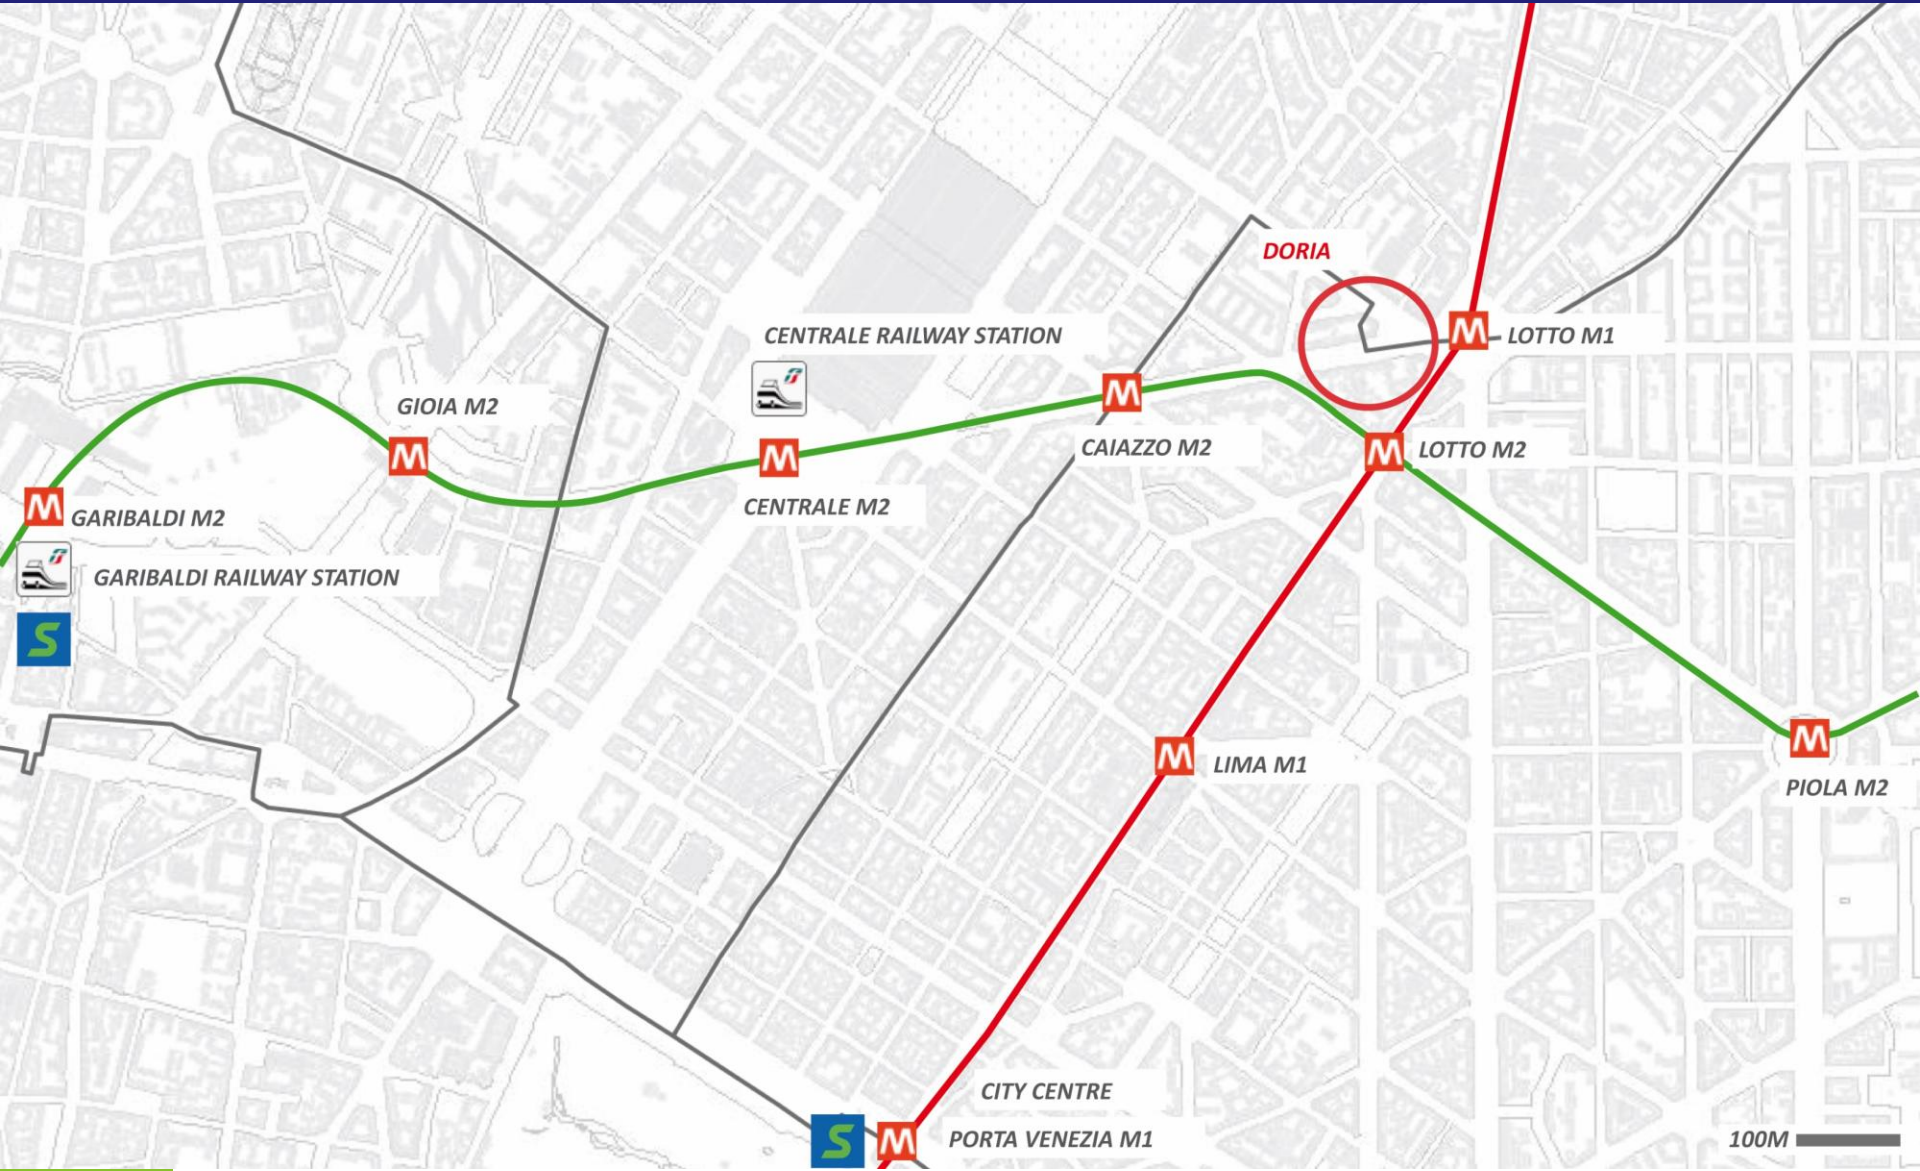 DORIA
CENTRALE RAILWAY STATION
M
LOTTO M1
M
GIOIA M2
M
CAIAZZO M2
M
LOTTO M2
M
M
CENTRALE M2
M
GARIBALDI M2
GARIBALDI RAILWAY STATION
S
M
LIMA M1
M
PIOLA M2
CITY CENTRE
S
M
PORTA VENEZIA M1
100M